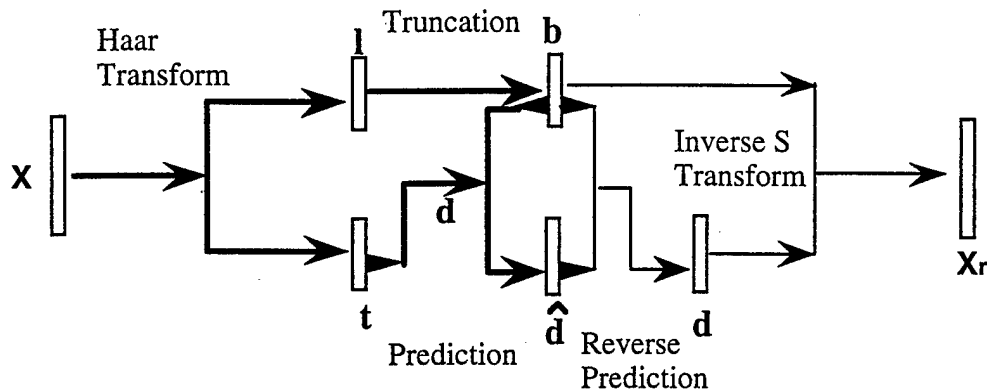 Haar
Transform
Truncation
l
b
X
d
Inverse S
Transform
t
d̂
d
Xr
Prediction
Reverse
Prediction